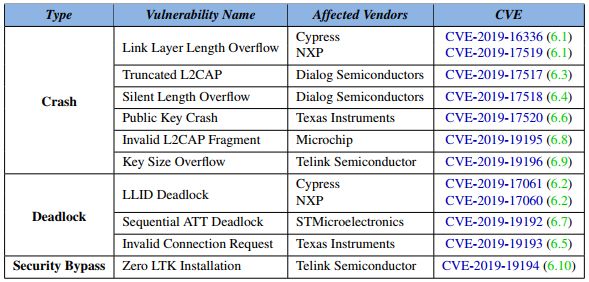 Type Vulnerability Name Affected Vendors CVE
Crash
Link Layer Length Overflow
Cypress CVE-2019-16336 (6.1)
NXP CVE-2019-17519 (6.1)
Truncated L2CAP Dialog Semiconductors CVE-2019-17517 (6.3)
Silent Length Overflow Dialog Semiconductors CVE-2019-17518 (6.4)
Public Key Crash Texas Instruments CVE-2019-17520 (6.6)
Invalid L2CAP Fragment Microchip CVE-2019-19195 (6.8)
Key Size Overflow Telink Semiconductor CVE-2019-19196 (6.9)
Deadlock
LLID Deadlock
Cypress CVE-2019-17061 (6.2)
NXP CVE-2019-17060 (6.2)
Sequential ATT Deadlock STMicroelectronics CVE-2019-19192 (6.7)
Invalid Connection Request Texas Instruments CVE-2019-19193 (6.5)
Security Bypass Zero LTK Installation Telink Semiconductor CVE-2019-19194 (6.10)